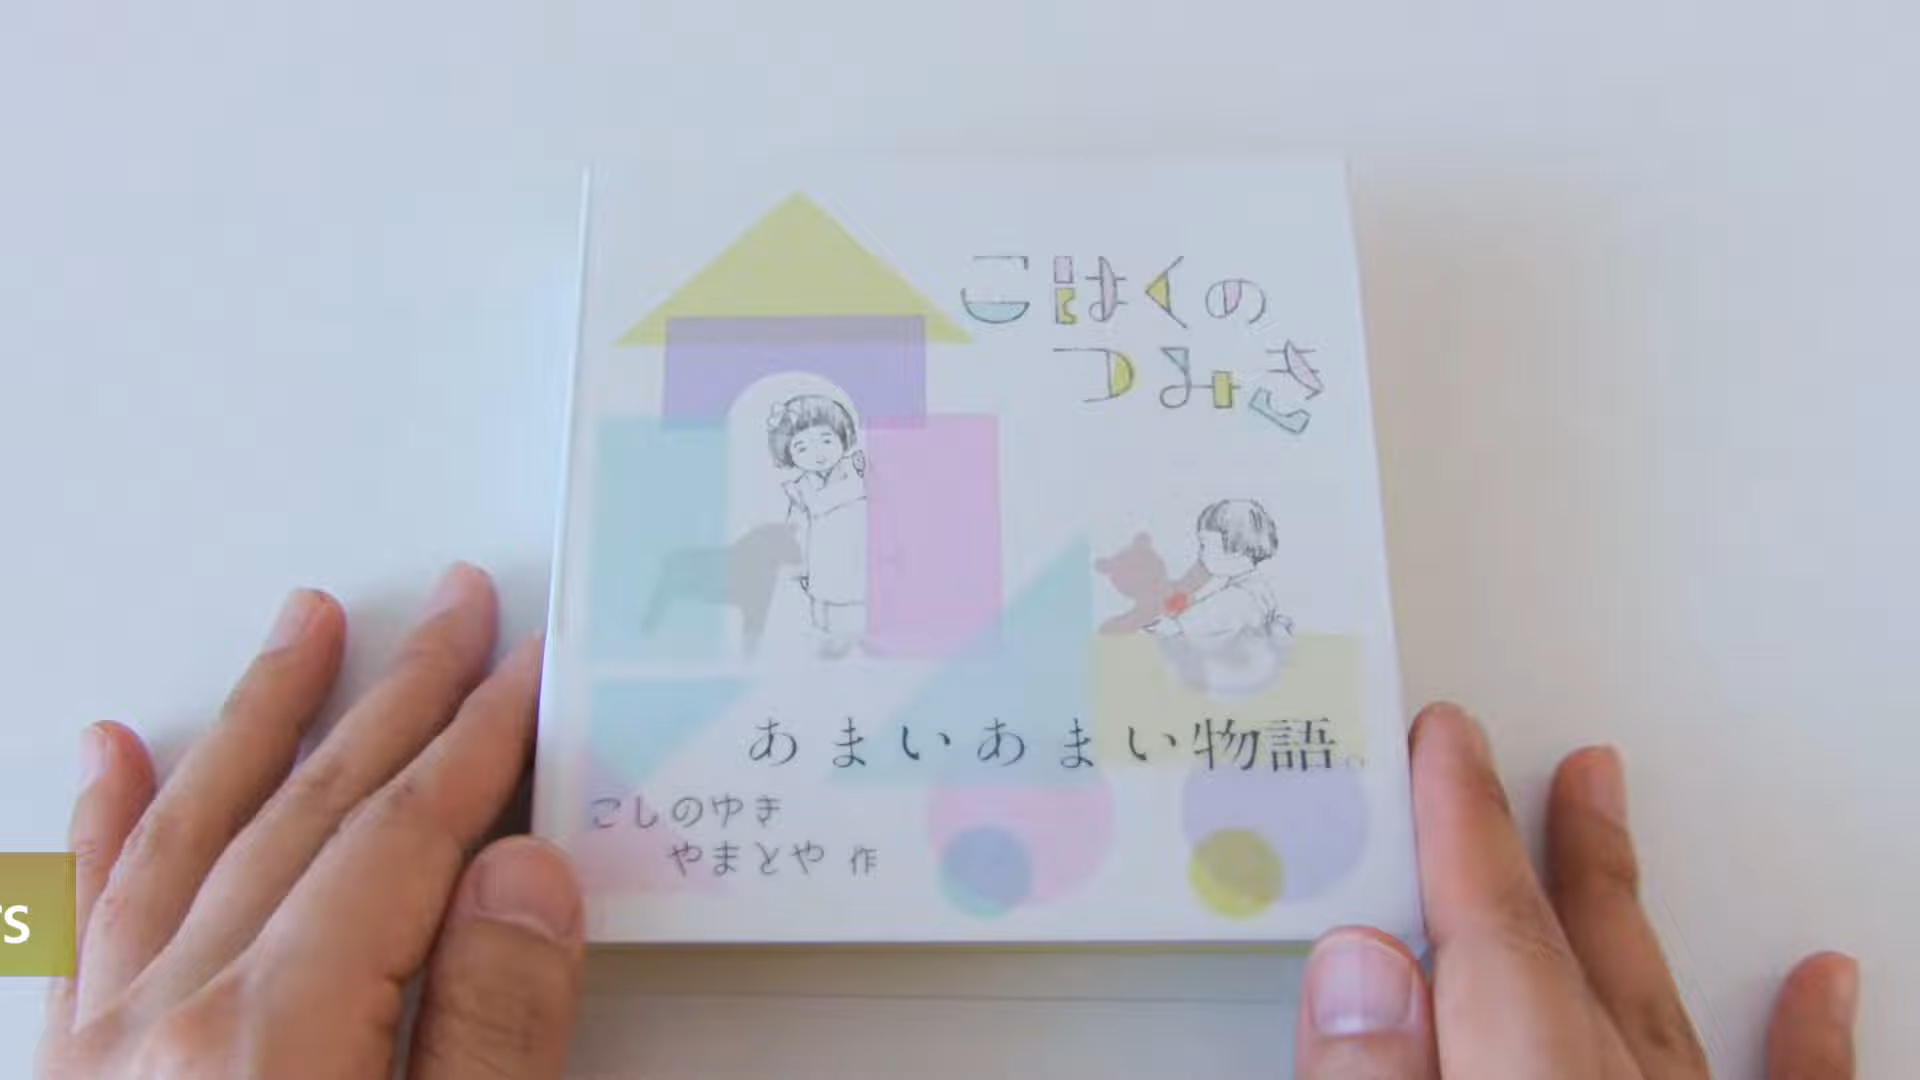 こはくの
つみき
あまいあまい物語。
こしのゆき
やまとや 作